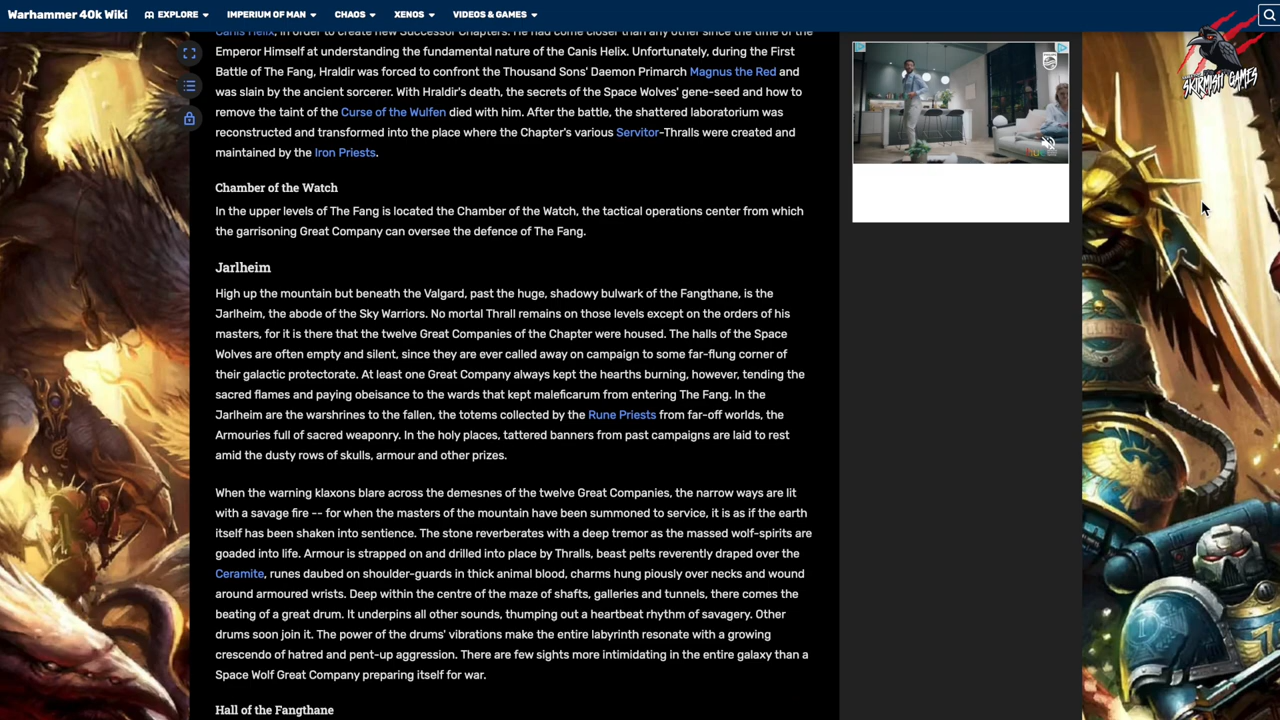 Warhammer 40k Wiki
EXPLORE
IMPERIUM OF MAN
CHAOS
XENOS
VIDEOS & GAMES
Canis Helix, in order to create new Successor Chapters. He had come closer than any other since the time of the
Emperor Himself at understanding the fundamental nature of the Canis Helix. Unfortunately, during the First
Battle of The Fang, Hraldir was forced to confront the Thousand Sons' Daemon Primarch Magnus the Red and
was slain by the ancient sorcerer. With Hraldir's death, the secrets of the Space Wolves' gene-seed and how to
remove the taint of the Curse of the Wulfen died with him. After the battle, the shattered laboratorium was
reconstructed and transformed into the place where the Chapter's various Servitor-Thralls were created and
maintained by the Iron Priests.
Chamber of the Watch
In the upper levels of The Fang is located the Chamber of the Watch, the tactical operations center from which
the garrisoning Great Company can oversee the defence of The Fang.
Jarlheim
High up the mountain but beneath the Valgard, past the huge, shadowy bulwark of the Fangthane, is the
Jarlheim, the abode of the Sky Warriors. No mortal Thrall remains on those levels except on the orders of his
masters, for it is there that the twelve Great Companies of the Chapter were housed. The halls of the Space
Wolves are often empty and silent, since they are ever called away on campaign to some far-flung corner of
their galactic protectorate. At least one Great Company always kept the hearths burning, however, tending the
sacred flames and paying obeisance to the wards that kept maleficarum from entering The Fang. In the
Jarlheim are the warshrines to the fallen, the totems collected by the Rune Priests from far-off worlds, the
Armouries full of sacred weaponry. In the holy places, tattered banners from past campaigns are laid to rest
amid the dusty rows of skulls, armour and other prizes.
When the warning klaxons blare across the demesnes of the twelve Great Companies, the narrow ways are lit
with a savage fire -- for when the masters of the mountain have been summoned to service, it is as if the earth
itself has been shaken into sentience. The stone reverberates with a deep tremor as the massed wolf-spirits are
goaded into life. Armour is strapped on and drilled into place by Thralls, beast pelts reverently draped over the
Ceramite, runes daubed on shoulder-guards in thick animal blood, charms hung piously over necks and wound
around armoured wrists. Deep within the centre of the maze of shafts, galleries and tunnels, there comes the
beating of a great drum. It underpins all other sounds, thumping out a heartbeat rhythm of savagery. Other
drums soon join it. The power of the drums' vibrations make the entire labyrinth resonate with a growing
crescendo of hatred and pent-up aggression. There are few sights more intimidating in the entire galaxy than a
Space Wolf Great Company preparing itself for war.
Hall of the Fangthane
PHILIPS
hue
SKIRMISH GAMES